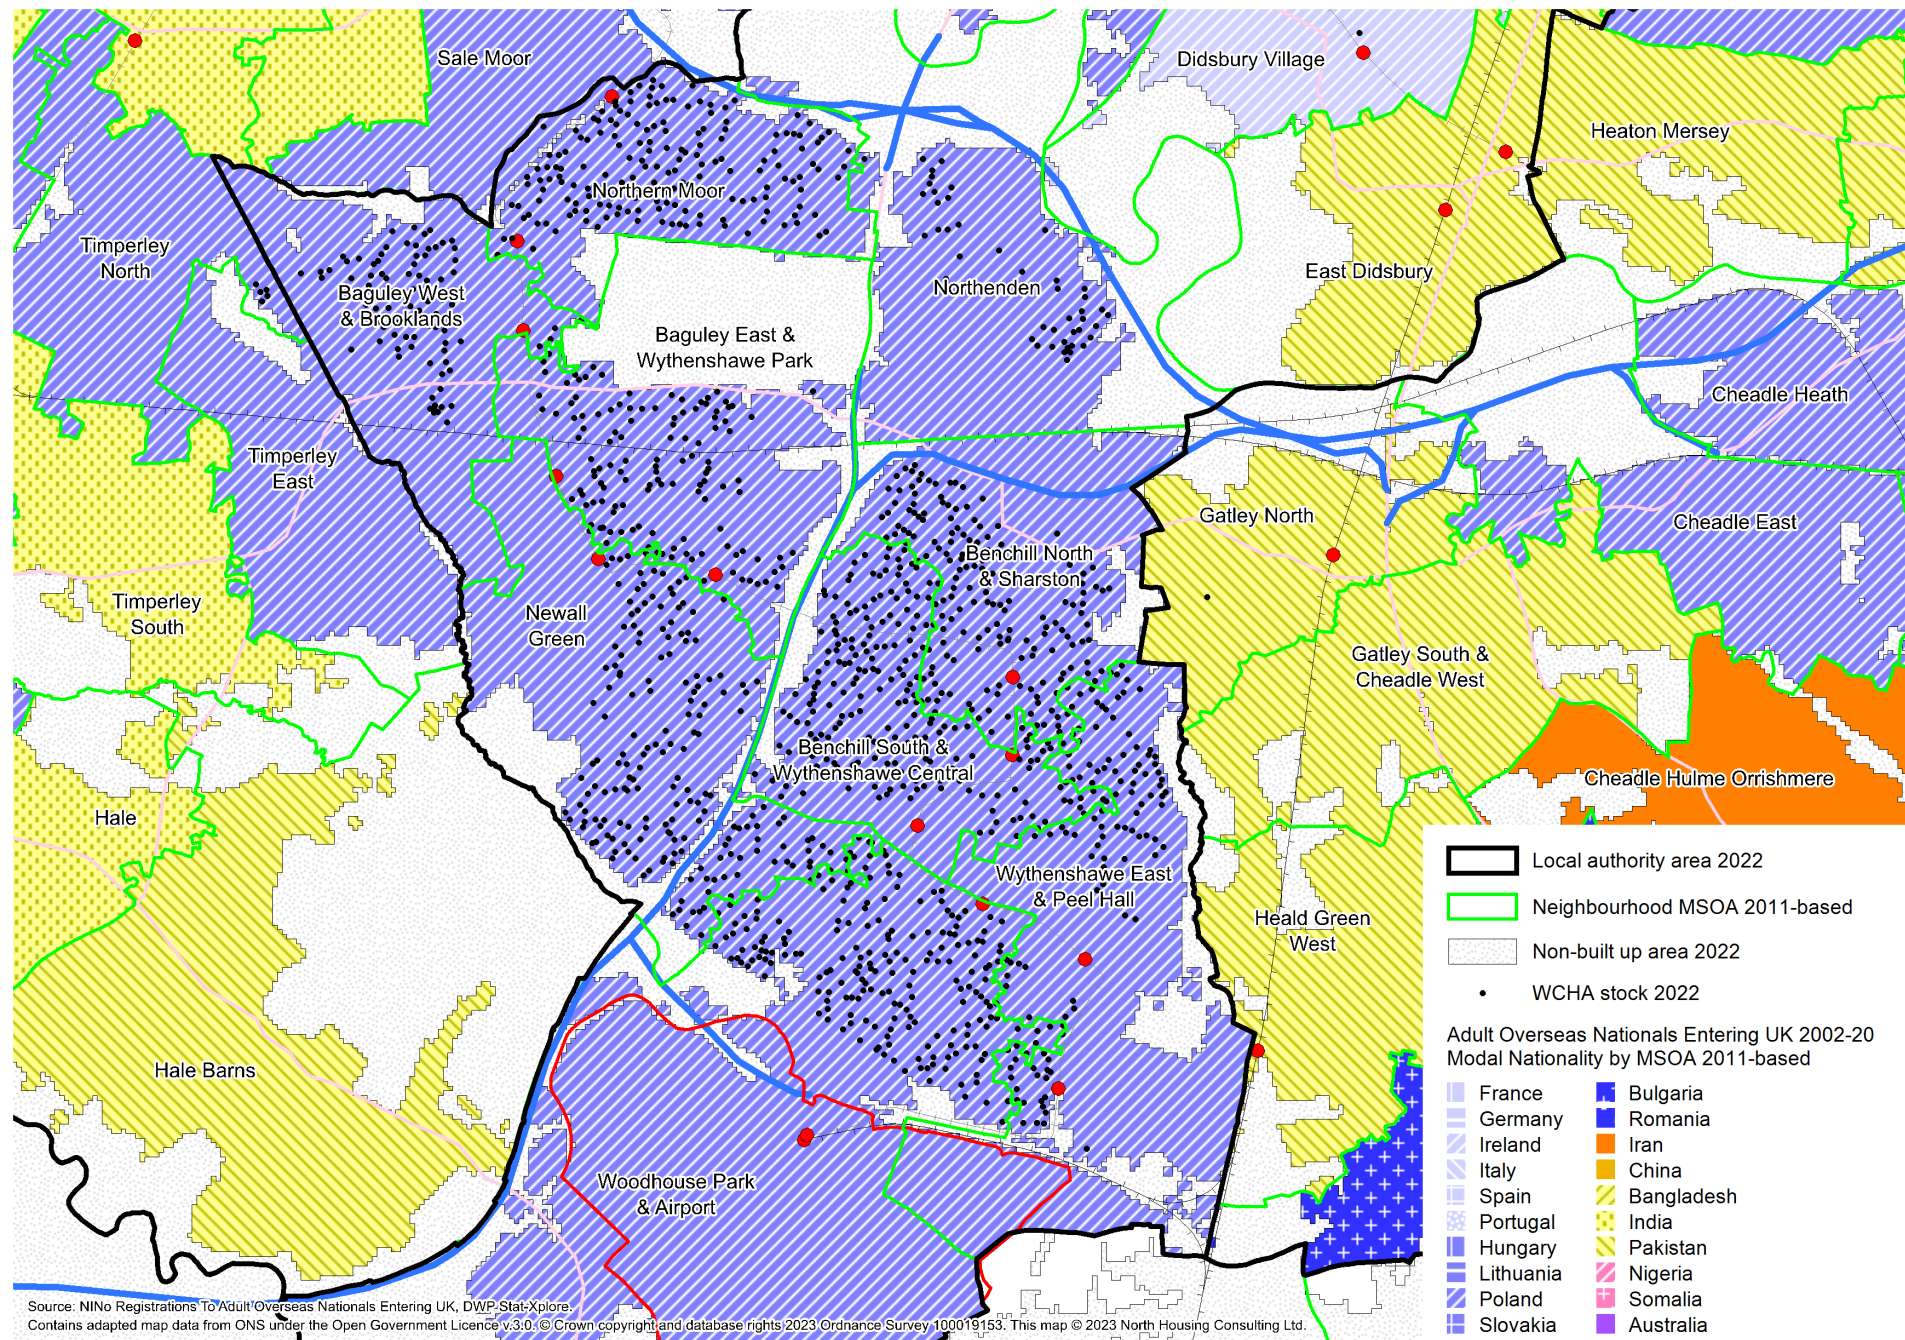 Sale Moor
Didsbury Village
Heaton Mersey
Northern Moor
Timperley
North
East Didsbury
Baguley West
& Brooklands
Northenden
Baguley East &
Wythenshawe Park
Cheadle Heath
Timperley
East
Gatley North
Cheadle East
Benchill North
& Sharston
Timperley
South
Newall
Green
Gatley South &
Cheadle West
Benchill South &
Wythenshawe Central
Cheadle Hulme Orrishmere
Hale
Wythenshawe East
& Peel Hall
Heald Green
West
Hale Barns
Woodhouse Park
& Airport
Local authority area 2022
Neighbourhood MSOA 2011-based
Non-built up area 2022
WCHA stock 2022
Adult Overseas Nationals Entering UK 2002-20
Modal Nationality by MSOA 2011-based
France
Germany
Ireland
Italy
Spain
Portugal
Hungary
Lithuania
Poland
Slovakia
Bulgaria
Romania
Iran
China
Bangladesh
India
Pakistan
Nigeria
Somalia
Australia
Source: NINo Registrations To Adult Overseas Nationals Entering UK, DWP Stat-Xplore.
Contains adapted map data from ONS under the Open Government Licence v.3.0. © Crown copyright and database rights 2023 Ordnance Survey 100019153. This map © 2023 North Housing Consulting Ltd.